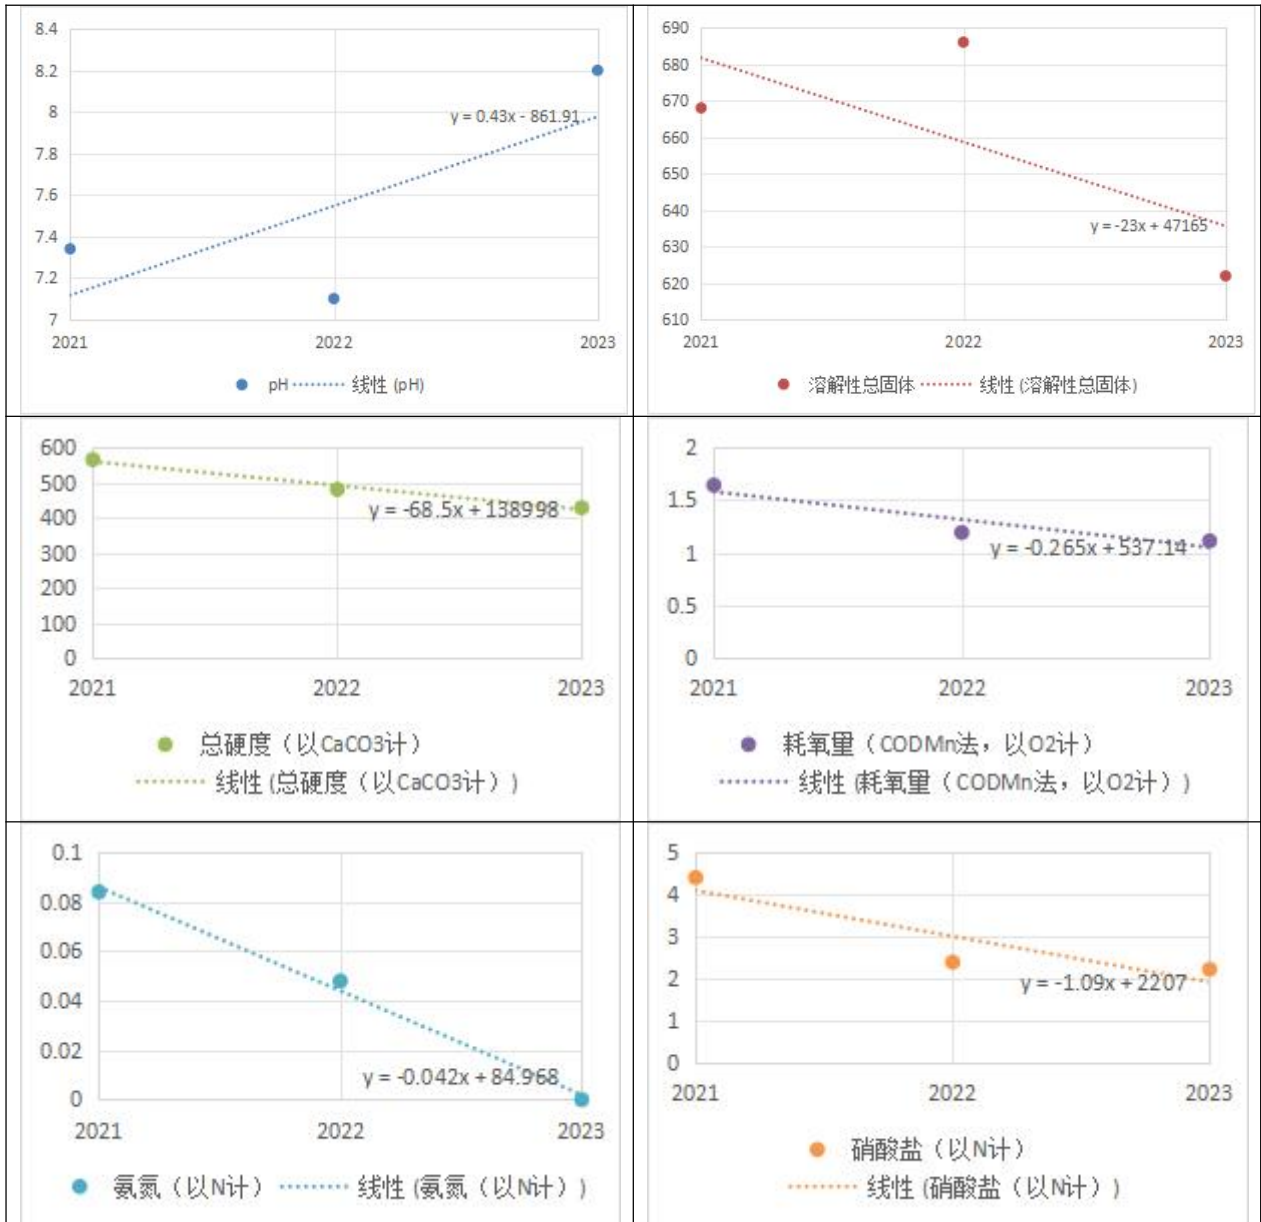 8.4
8.2
8
7.8
7.6
7.4
7.2
7
y = 0.43x - 861.91
2021 2022 2023
pH 线性 (pH)
690
680
670
660
650
640
630
620
610
y = -23x + 47165
2021 2022 2023
溶解性总固体 线性 (溶解性总固体)
600
500
400
300
200
100
0
y = -68.5x + 138998
2021 2022 2023
总硬度（以CaCO3计）
线性 (总硬度（以CaCO3计）)
2
1.5
1
0.5
0
y = -0.265x + 537.14
2021 2022 2023
耗氧量（CODMn法，以O2计）
线性 (耗氧量（CODMn法，以O2计）)
0.1
0.08
0.06
0.04
0.02
0
y = -0.042x + 84.968
2021 2022 2023
氨氮（以N计） 线性 (氨氮（以N计）)
5
4
3
2
1
0
y = -1.09x + 2207
2021 2022 2023
硝酸盐（以N计）
线性 (硝酸盐（以N计）)